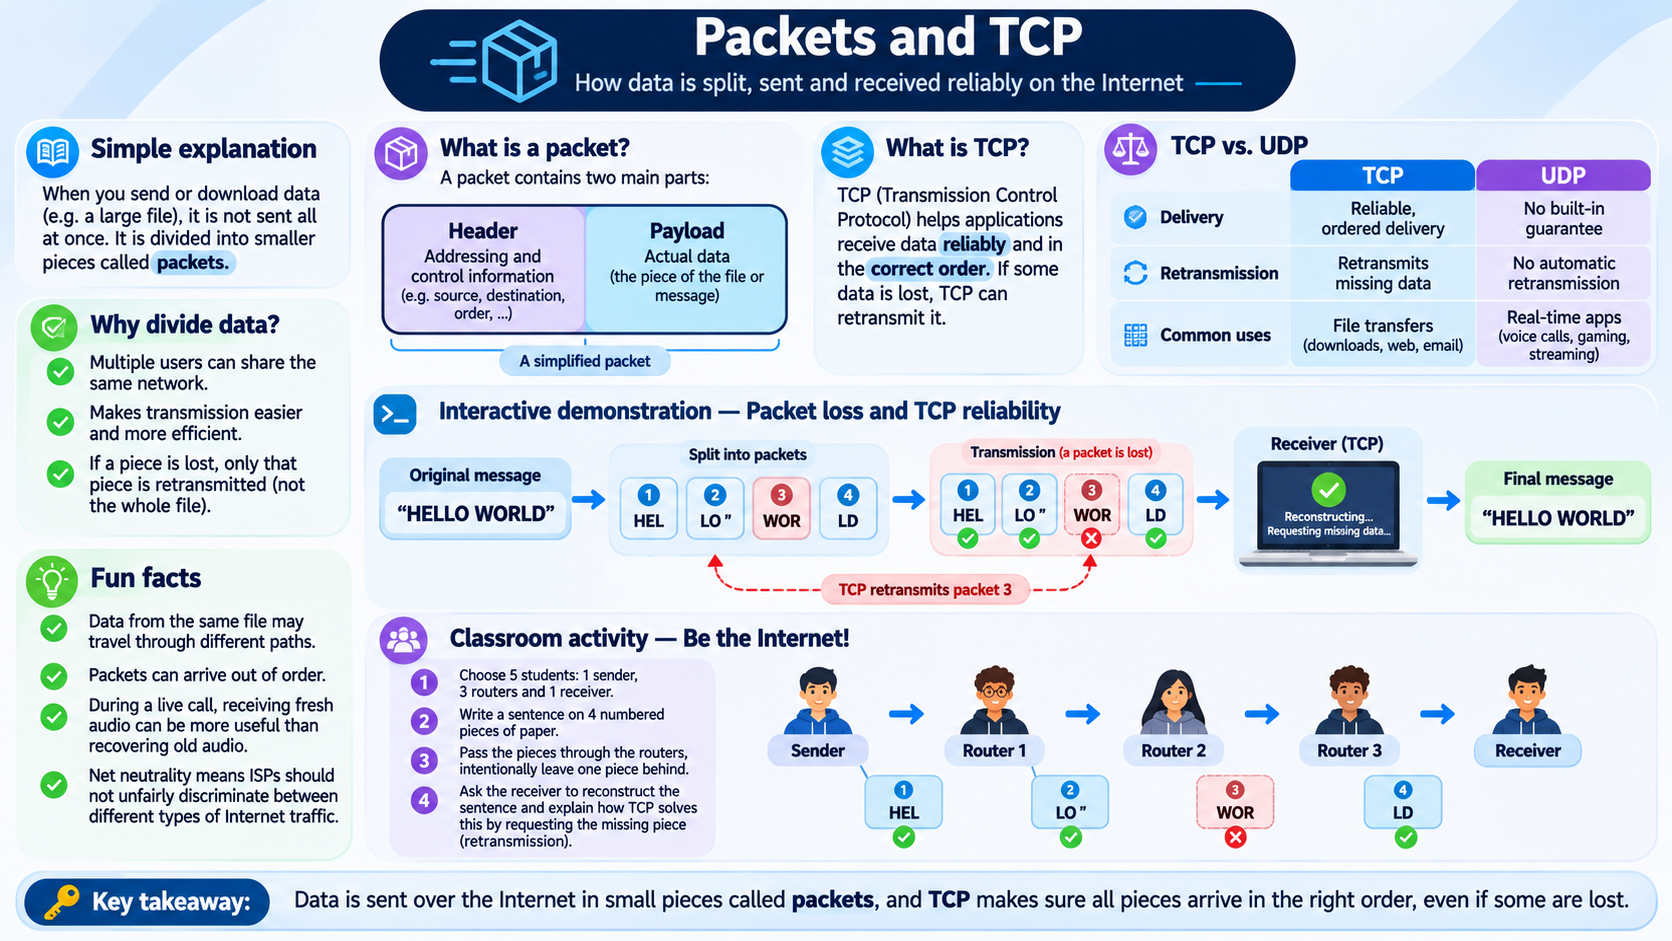 Packets and TCP
How data is split, sent and received reliably on the Internet
Simple explanation
When you send or download data
(e.g. a large file), it is not sent all
at once. It is divided into smaller
pieces called packets.
Why divide data?
Multiple users can share the
same network.
Makes transmission easier
and more efficient.
If a piece is lost, only that
piece is retransmitted (not
the whole file).
Fun facts
Data from the same file may
travel through different paths.
Packets can arrive out of order.
During a live call, receiving fresh
audio can be more useful than
recovering old audio.
Net neutrality means ISPs should
not unfairly discriminate between
different types of Internet traffic.
What is a packet?
A packet contains two main parts:
Header
Addressing and
control information
(e.g. source, destination,
order, ...)
Payload
Actual data
(the piece of the file or
message)
A simplified packet
What is TCP?
TCP (Transmission Control
Protocol) helps applications
receive data reliably and in
the correct order. If some
data is lost, TCP can
retransmit it.
TCP vs. UDP
TCP UDP
Delivery
Reliable,
ordered delivery
No built-in
guarantee
Retransmission
Retransmits
missing data
No automatic
retransmission
Common uses
File transfers
(downloads, web, email)
Real-time apps
(voice calls, gaming,
streaming)
Interactive demonstration — Packet loss and TCP reliability
Original message
“HELLO WORLD”
Split into packets
1 2 3 4
HEL LO ” WOR LD
Transmission (a packet is lost)
1 2 3 4
HEL LO ” WOR LD
TCP retransmits packet 3
Receiver (TCP)
Reconstructing...
Requesting missing data...
Final message
“HELLO WORLD”
Classroom activity — Be the Internet!
1 Choose 5 students: 1 sender,
3 routers and 1 receiver.
2 Write a sentence on 4 numbered
pieces of paper.
3 Pass the pieces through the routers,
intentionally leave one piece behind.
4 Ask the receiver to reconstruct the
sentence and explain how TCP solves
this by requesting the missing piece
(retransmission).
Sender Router 1 Router 2 Router 3 Receiver
1 2 3 4
HEL LO ” WOR LD
Key takeaway: Data is sent over the Internet in small pieces called packets, and TCP makes sure all pieces arrive in the right order, even if some are lost.